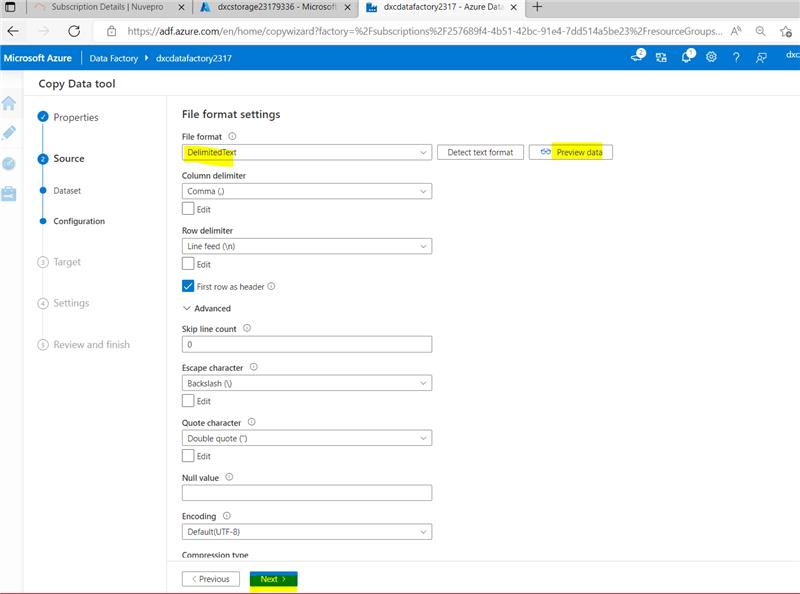 Subscription Details | Nuvepro
dxcstorage23179336 - Microsoft
dxcdatafactory2317 - Azure Data
https://adf.azure.com/en/home/copywizard?factory=%2Fsubscriptions%2F257689f4-4b51-42bc-91e4-7dd514a5be23%2FresourceGroups...
Microsoft Azure Data Factory dxcdatafactory2317 2 1 dxc
Copy Data tool
Properties
2 Source
Dataset
Configuration
3 Target
4 Settings
5 Review and finish
File format settings
File format
DelimitedText Detect text format Preview data
Column delimiter
Comma (,)
Edit
Row delimiter
Line feed (\n)
Edit
First row as header
Advanced
Skip line count
0
Escape character
Backslash (\)
Edit
Quote character
Double quote (")
Edit
Null value
Encoding
Default(UTF-8)
Compression type
< Previous Next >